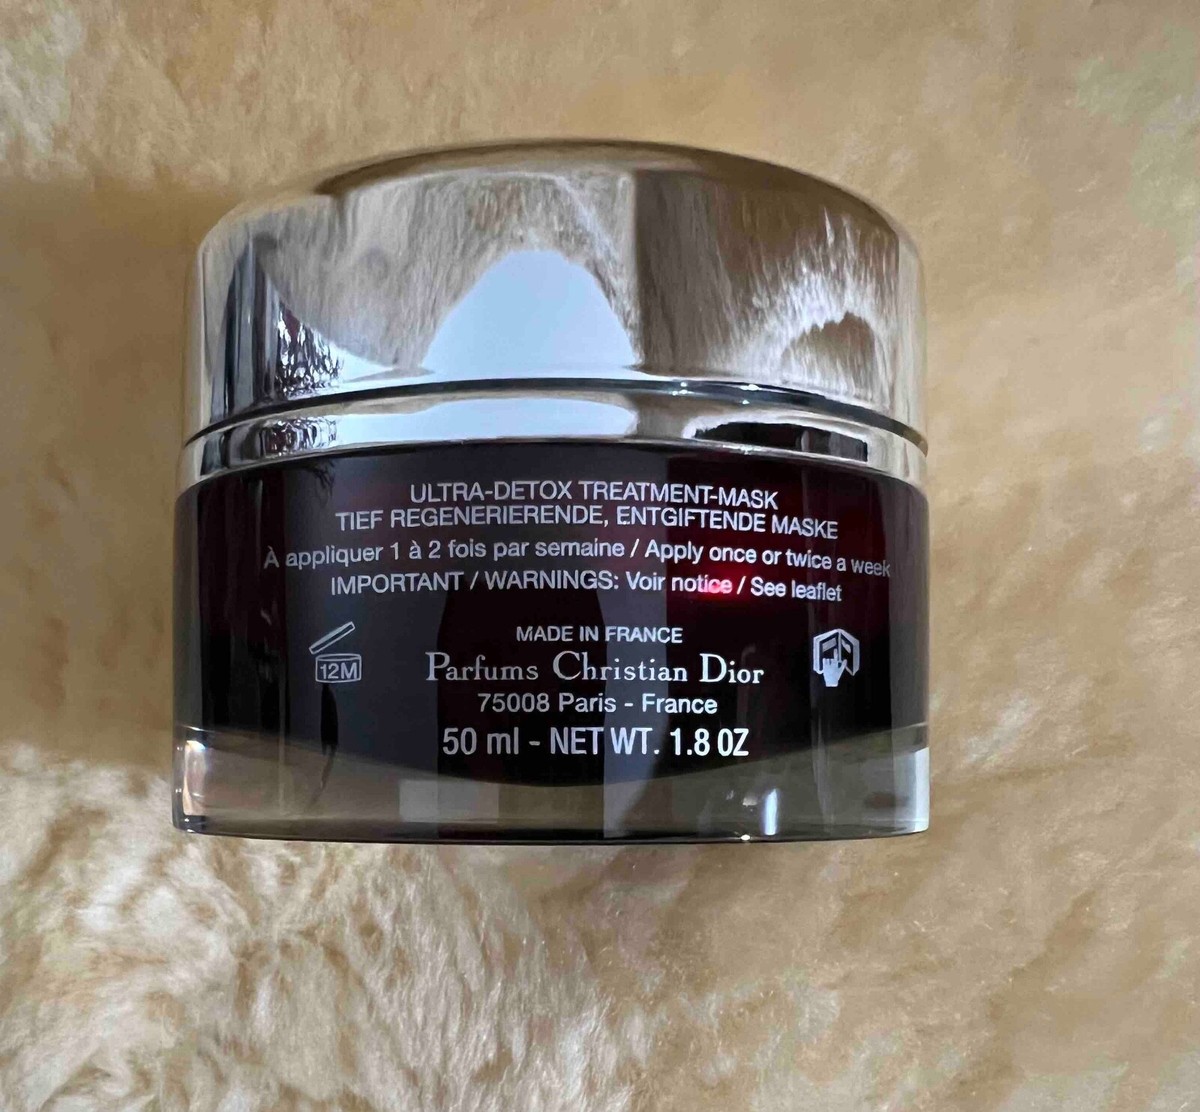 ULTRA-DETOX TREATMENT-MASK
TIEF REGENERIERENDE, ENTGIFTENDE MASKE
À appliquer 1 à 2 fois par semaine / Apply once or twice a week
IMPORTANT / WARNINGS: Voir notice / See leaflet
MADE IN FRANCE
12M
Parfums Christian Dior
75008 Paris - France
50 ml - NET WT. 1.8 OZ